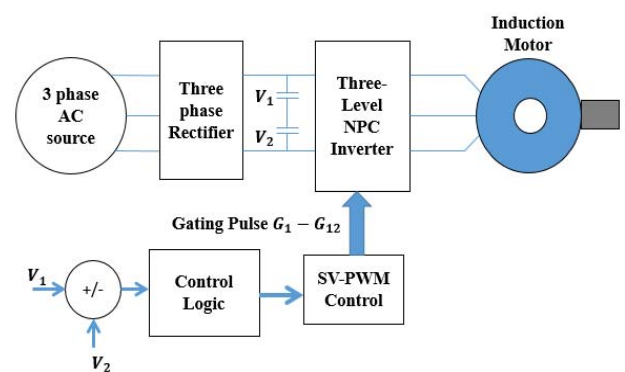 Induction
Motor
3 phase
AC
source
Three
phase
Rectifier
V₁
V₂
Three-
Level
NPC
Inverter
Gating Pulse G₁ − G₁₂
V₁
+/-
V₂
Control
Logic
SV-PWM
Control